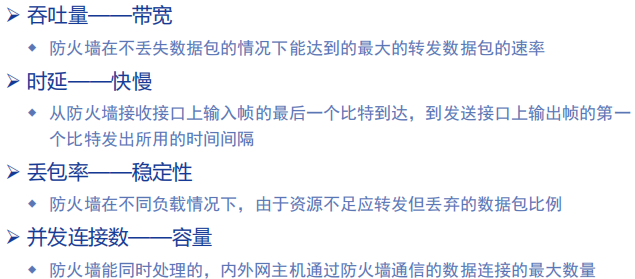 吞吐量——带宽
防火墙在不丢失数据包的情况下能达到的最大的转发数据包的速率
时延——快慢
从防火墙接收接口上输入帧的最后一个比特到达，到发送接口上输出帧的第一
个比特发出所用的时间间隔
丢包率——稳定性
防火墙在不同负载情况下，由于资源不足应转发但丢弃的数据包比例
并发连接数——容量
防火墙能同时处理的，内外网主机通过防火墙通信的数据连接的最大数量